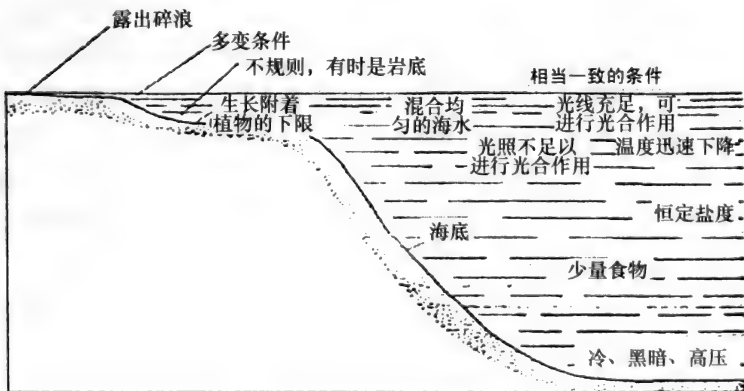 露出碎浪
多变条件
不规则，有时是岩底
相当一致的条件
生长附着
植物的下限
混合均
匀的海水
光线充足，可
进行光合作用
光照不足以
进行光合作用
温度迅速下降
恒定盐度
海底
少量食物
冷、黑暗、高压